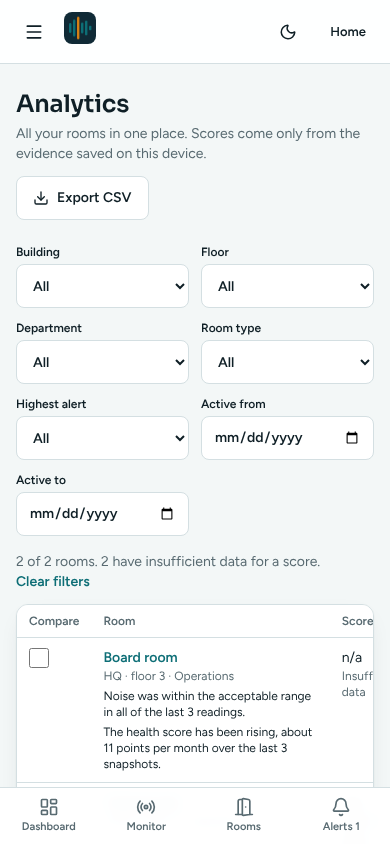 Home
Analytics
All your rooms in one place. Scores come only from the
evidence saved on this device.
Export CSV
Building
Floor
All
All
Department
Room type
All
All
Highest alert
Active from
All
mm/dd/yyyy
Active to
mm/dd/yyyy
2 of 2 rooms. 2 have insufficient data for a score.
Clear filters
Compare Room Score
Board room n/a
HQ · floor 3 · Operations Insuff
data
Noise was within the acceptable range
in all of the last 3 readings.
The health score has been rising, about
11 points per month over the last 3
snapshots.
Dashboard Monitor Rooms Alerts 1